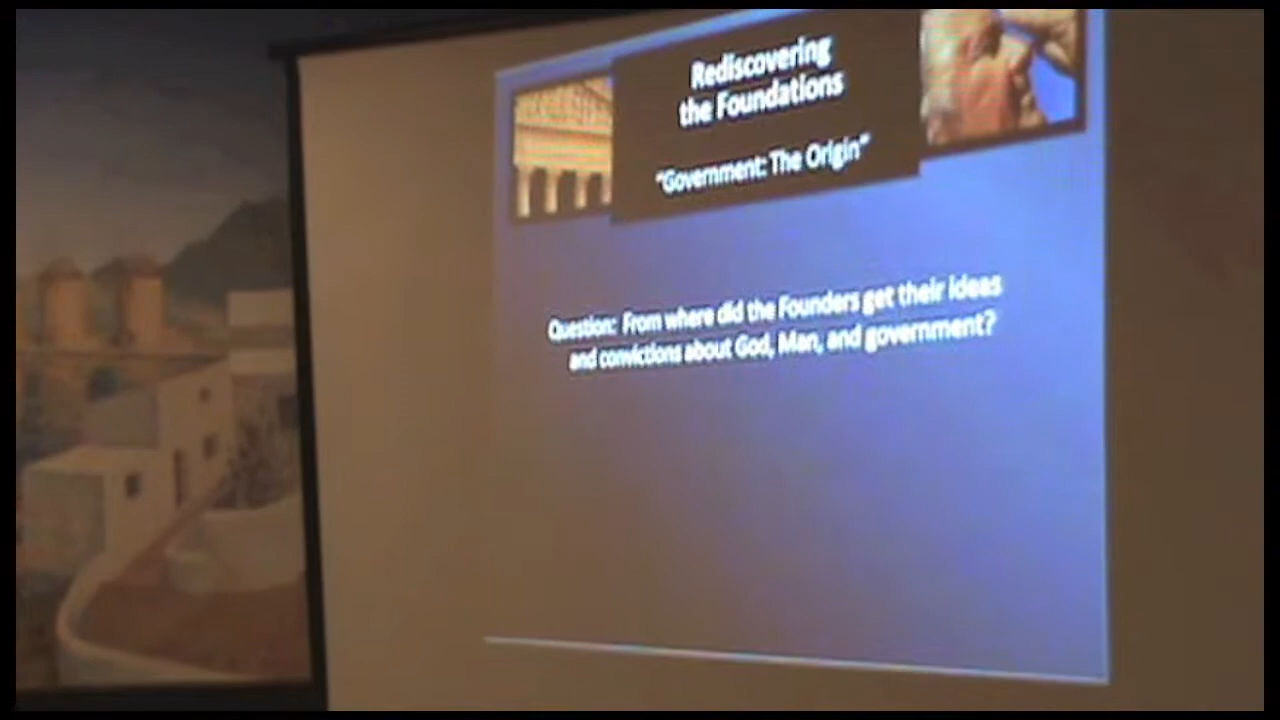 Rediscovering
the Foundations
"Government: The Origin"
Question: From where did the Founders get their ideas
and convictions about God, Man, and government?